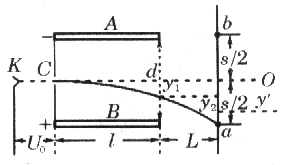 A b
s/2
K C d y₁ O
y₂ s/2 y'
B
+ a
U₀ l L